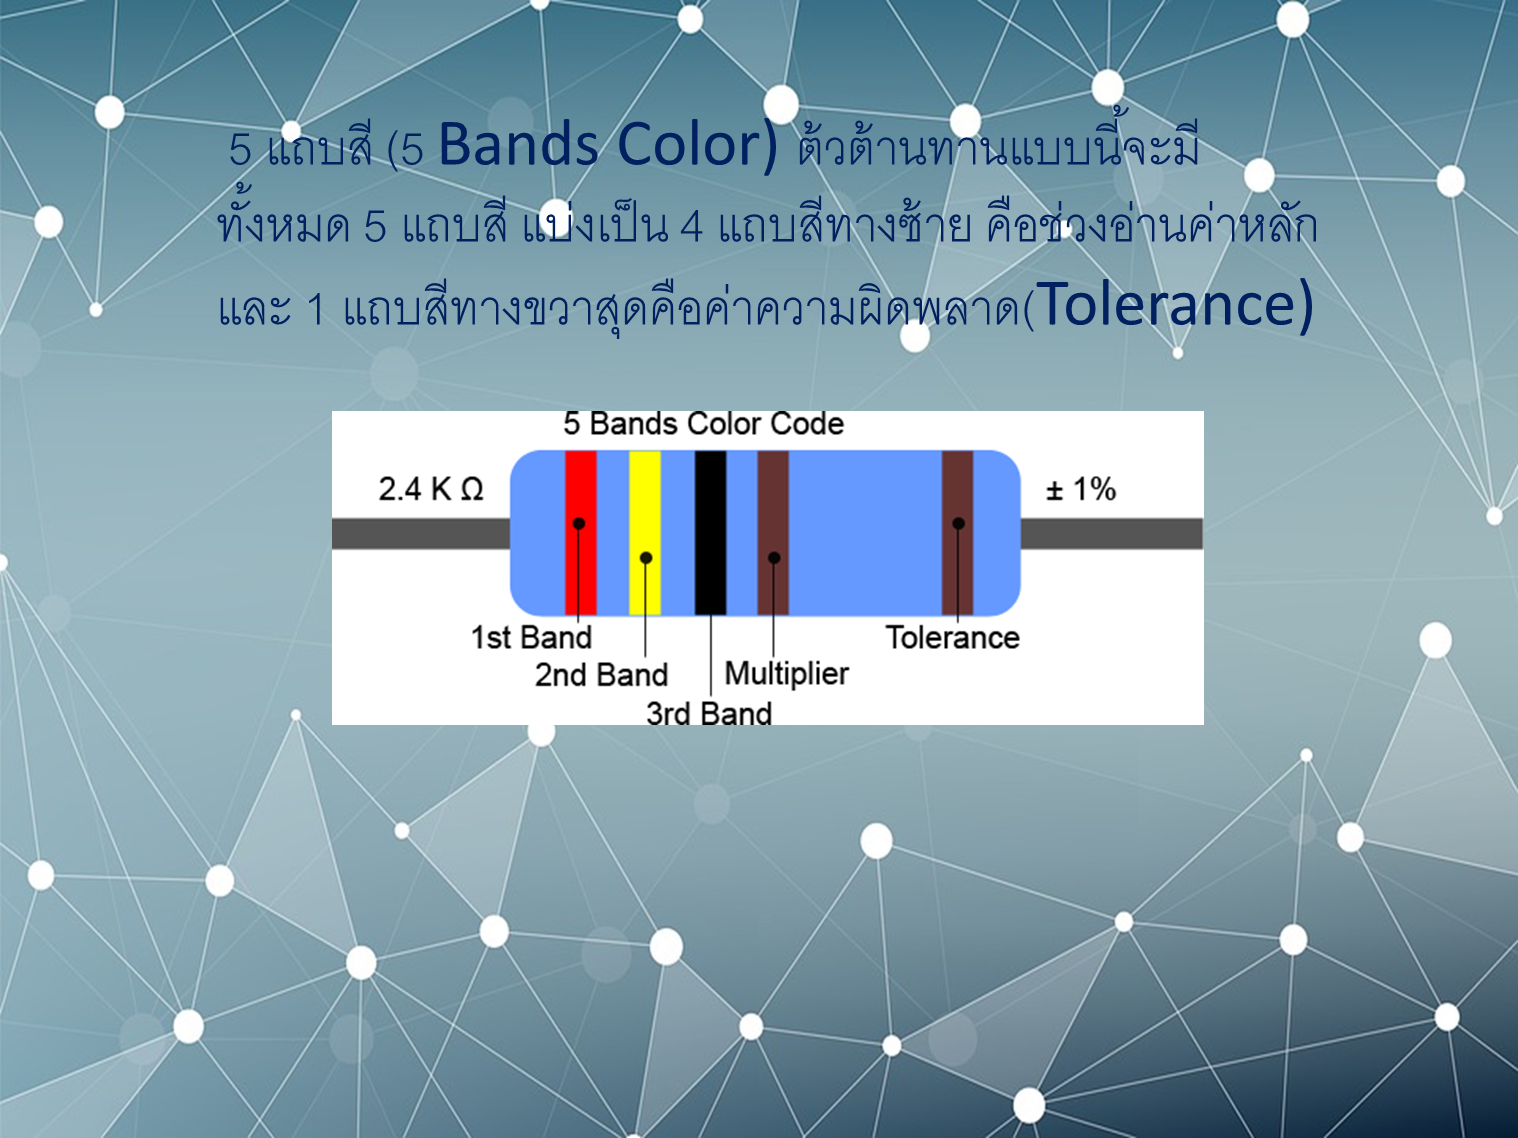 5 แถบสี (5 Bands Color) ตัวต้านทานแบบนี้จะมี
ทั้งหมด 5 แถบสี แบ่งเป็น 4 แถบสีทางซ้าย คือช่วงอ่านค่าหลัก
และ 1 แถบสีทางขวาสุดคือค่าความผิดพลาด(Tolerance)
5 Bands Color Code
2.4 K Ω
± 1%
1st Band
Tolerance
2nd Band
Multiplier
3rd Band